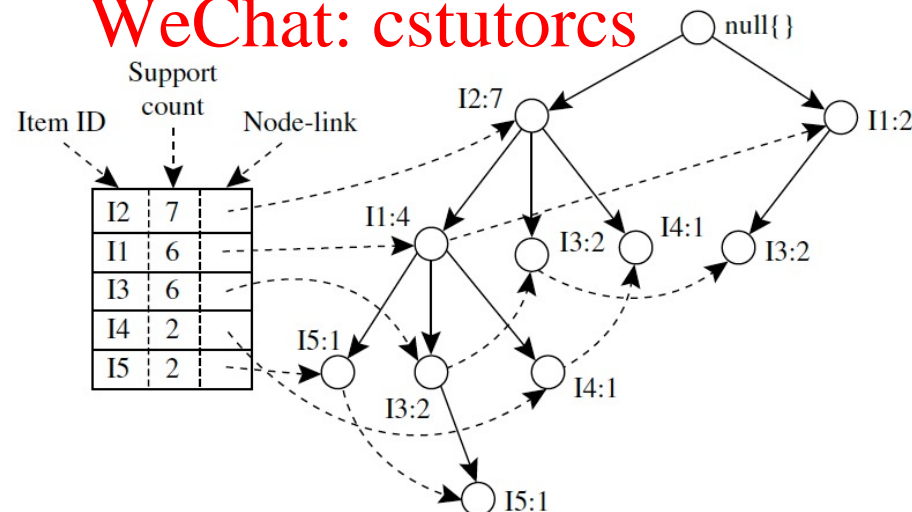 WeChat: cstutorcs
null{}
Support
count
Item ID
Node-link
I2:7
I1:2
I2 7
I1 6
I3 6
I4 2
I5 2
I1:4
I3:2
I4:1
I3:2
I5:1
I3:2
I4:1
I5:1